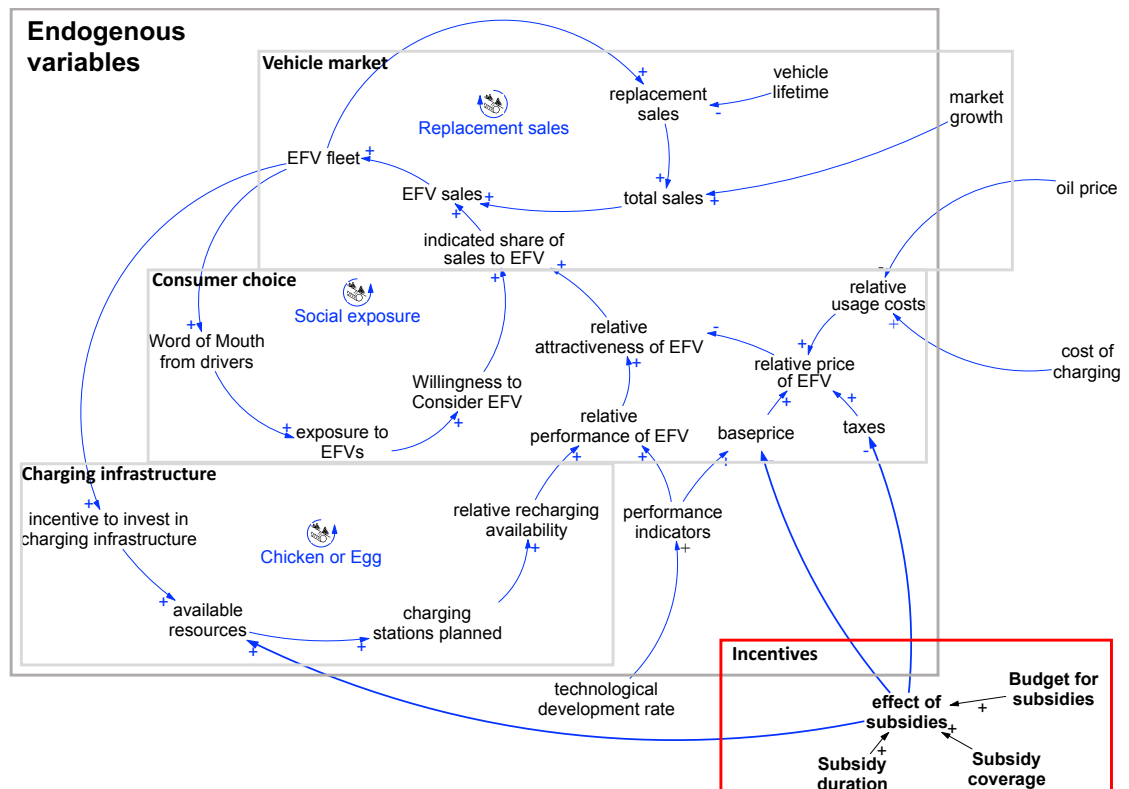 Endogenous
variables
Vehicle market
Replacement sales
replacement
sales
vehicle
lifetime
market
growth
EFV fleet
EFV sales
total sales
oil price
indicated share of
sales to EFV
Consumer choice
Social exposure
relative
usage costs
Word of Mouth
from drivers
relative
attractiveness of EFV
relative price
of EFV
cost of
charging
Willingness to
Consider EFV
exposure to
EFVs
relative
performance of EFV
baseprice
taxes
Charging infrastructure
incentive to invest in
charging infrastructure
Chicken or Egg
relative recharging
availability
performance
indicators
available
resources
charging
stations planned
technological
development rate
Incentives
effect of
subsidies
Budget for
subsidies
Subsidy
duration
Subsidy
coverage